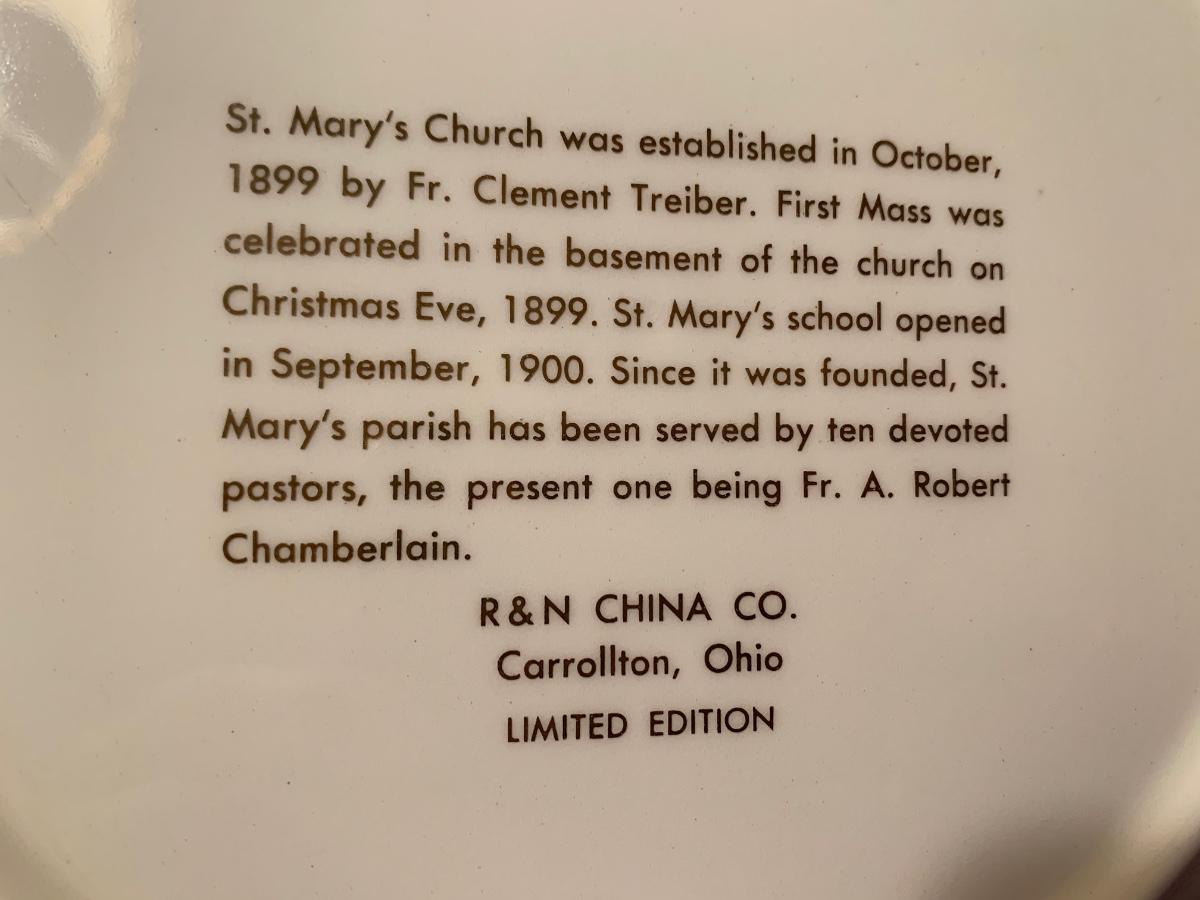 St. Mary's Church was established in October,
1899 by Fr. Clement Treiber. First Mass was
celebrated in the basement of the church on
Christmas Eve, 1899. St. Mary's school opened
in September, 1900. Since it was founded, St.
Mary's parish has been served by ten devoted
pastors, the present one being Fr. A. Robert
Chamberlain.
R & N CHINA CO.
Carrollton, Ohio
LIMITED EDITION